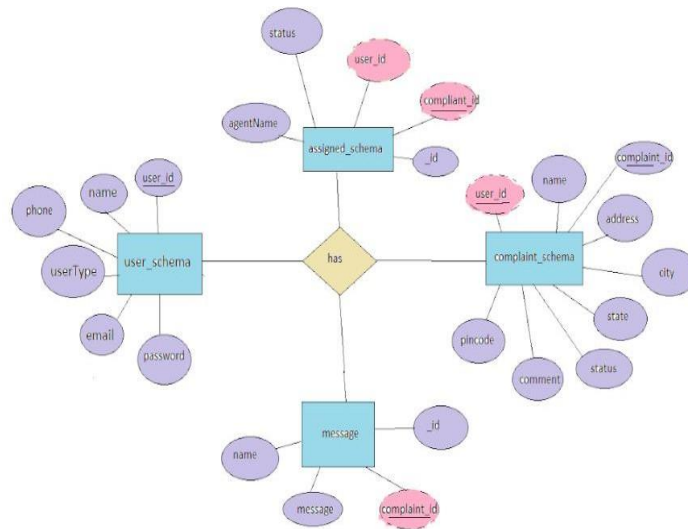 status
user_id
compliant_id
agentName
assigned_schema
_id
user_id
name
complaint_id
name
phone
user_id
address
user_schema
has
complaint_schema
userType
city
email
password
pincode
comment
status
state
message
_id
name
message
complaint_id